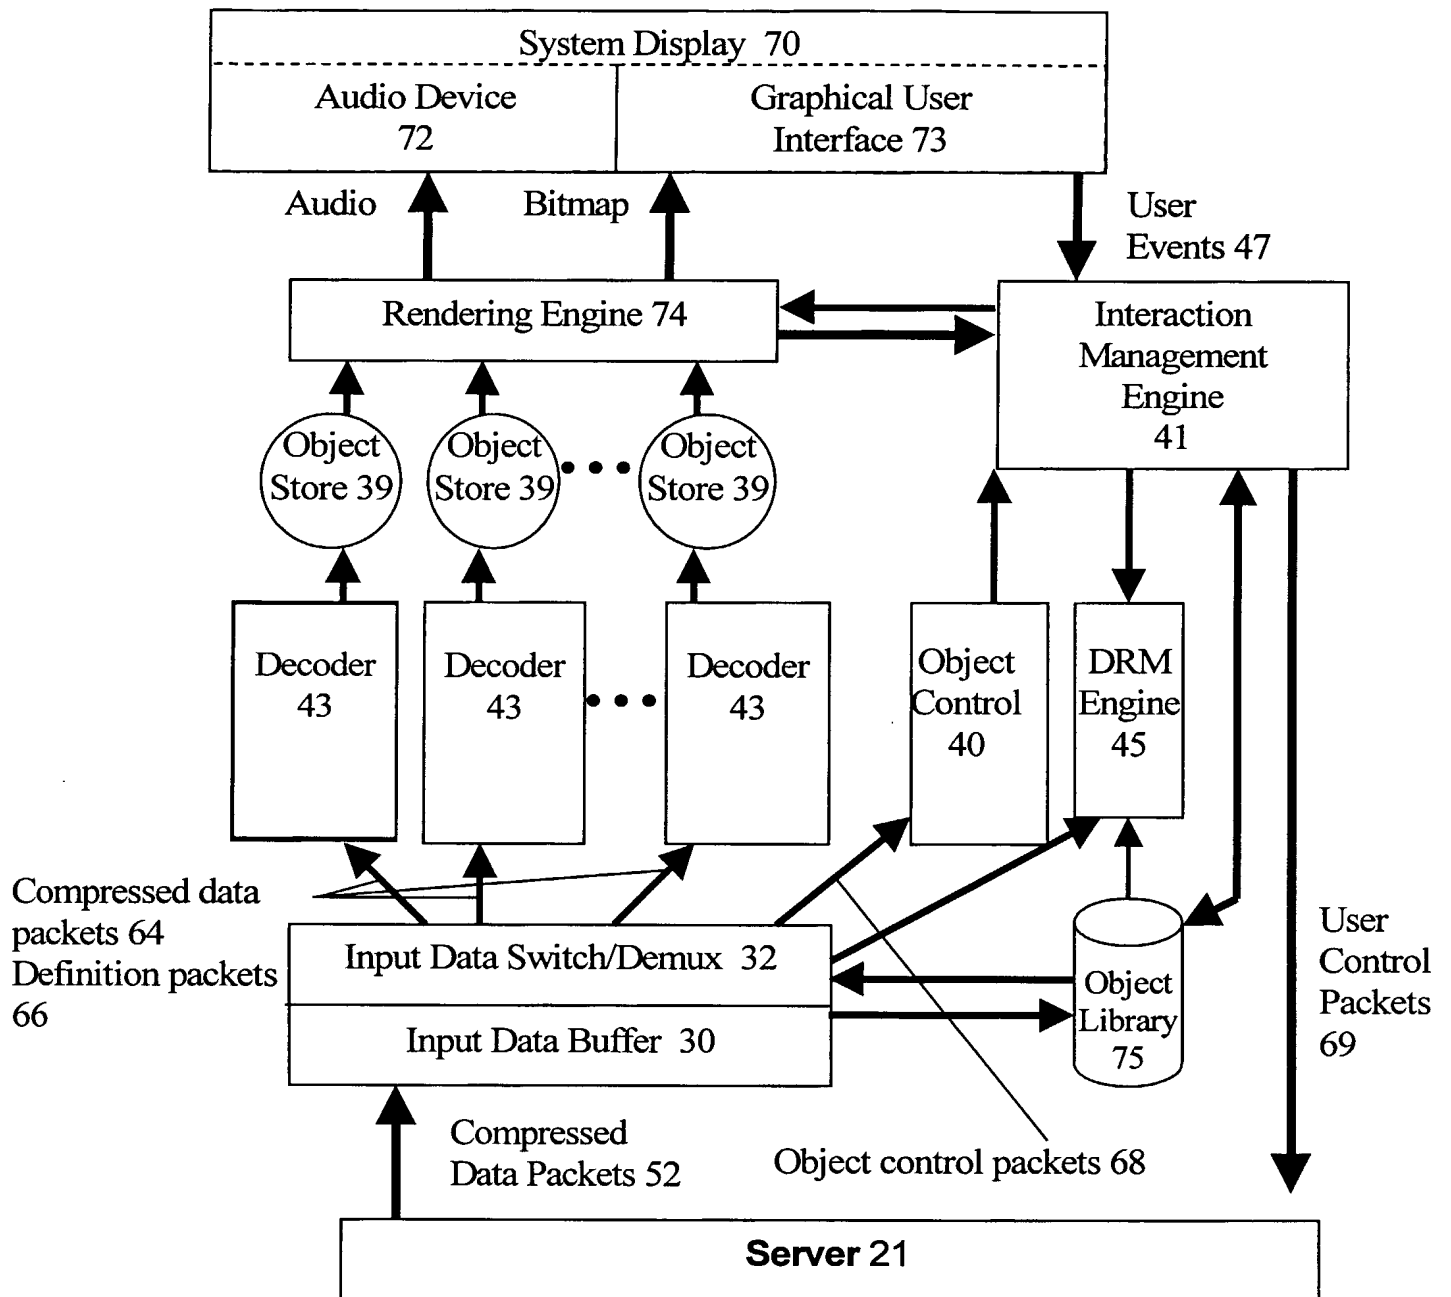 System Display 70
Audio Device
72
Graphical User
Interface 73
Audio
Bitmap
User
Events 47
Rendering Engine 74
Interaction
Management
Engine
41
Object
Store 39
Object
Store 39
Object
Store 39
Decoder
43
Decoder
43
Decoder
43
Object
Control
40
DRM
Engine
45
Compressed data
packets 64
Definition packets
66
Input Data Switch/Demux 32
Input Data Buffer 30
Object
Library
75
User
Control
Packets
69
Compressed
Data Packets 52
Object control packets 68
Server 21